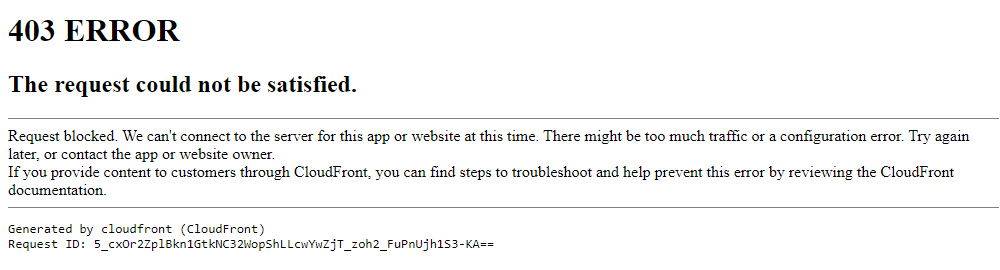 403 ERROR
The request could not be satisfied.
Request blocked. We can't connect to the server for this app or website at this time. There might be too much traffic or a configuration error. Try again
later, or contact the app or website owner.
If you provide content to customers through CloudFront, you can find steps to troubleshoot and help prevent this error by reviewing the CloudFront
documentation.
Generated by cloudfront (CloudFront)
Request ID: 5_cxOr2ZplBkn1GtkNC32WopShLLcwYwZjT_zoh2_FuPnUjh1S3-KA==